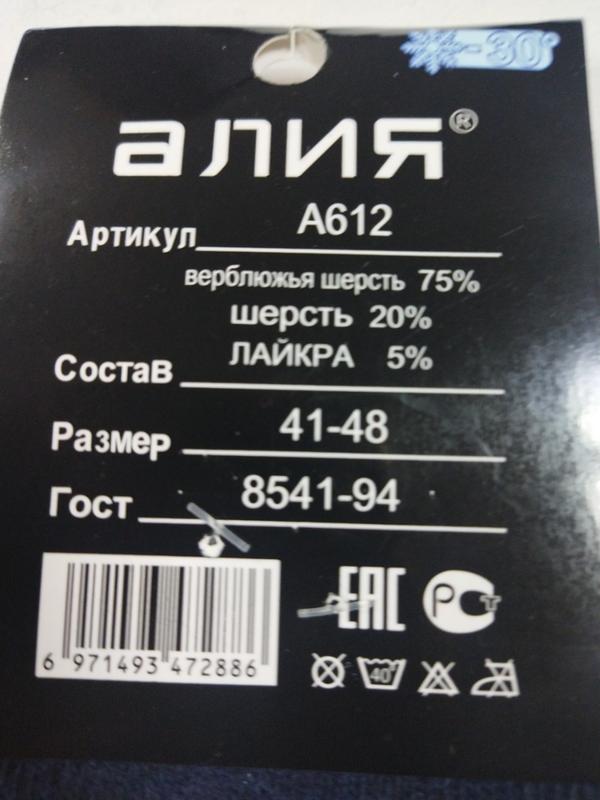 -30°
алия®
Артикул A612
верблюжья шерсть 75%
шерсть 20%
ЛАЙКРА 5%
Состав
Размер 41-48
Гост 8541-94
EAC РСТ
6 971493 472886
40°